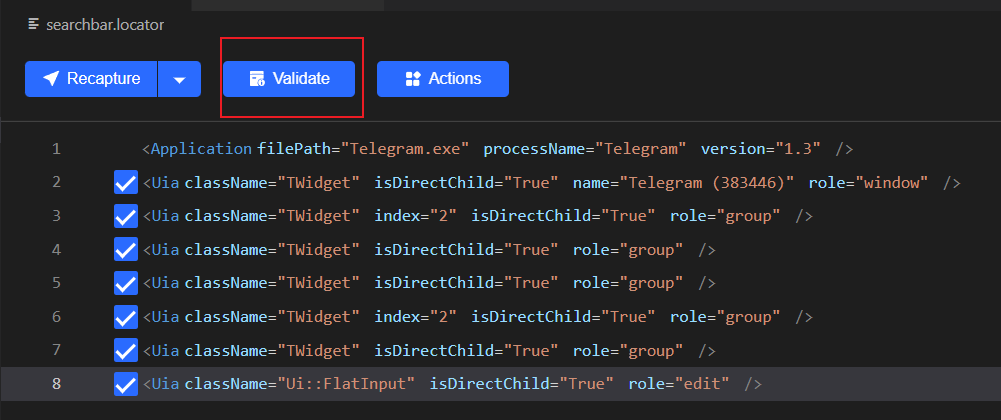 searchbar.locator
Recapture Validate Actions
1 <Application filePath="Telegram.exe" processName="Telegram" version="1.3" />
2 <Uia className="TWidget" isDirectChild="True" name="Telegram (383446)" role="window" />
3 <Uia className="TWidget" index="2" isDirectChild="True" role="group" />
4 <Uia className="TWidget" isDirectChild="True" role="group" />
5 <Uia className="TWidget" isDirectChild="True" role="group" />
6 <Uia className="TWidget" index="2" isDirectChild="True" role="group" />
7 <Uia className="TWidget" isDirectChild="True" role="group" />
8 <Uia className="Ui::FlatInput" isDirectChild="True" role="edit" />